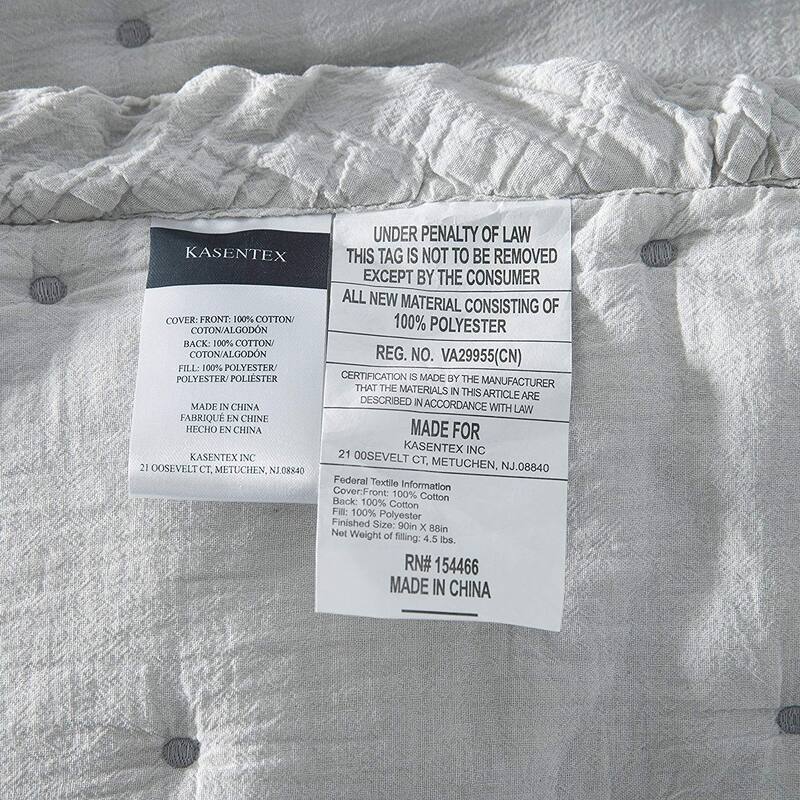 KASENTEX
COVER: FRONT: 100% COTTON/
COTON/ALGODÓN
BACK: 100% COTTON/
COTON/ALGODÓN
FILL: 100% POLYESTER/
POLYESTER/ POLIÉSTER
MADE IN CHINA
FABRIQUÉ EN CHINE
HECHO EN CHINA
KASENTEX INC
21 OOSEVELT CT, METUCHEN, NJ.08840
UNDER PENALTY OF LAW
THIS TAG IS NOT TO BE REMOVED
EXCEPT BY THE CONSUMER
ALL NEW MATERIAL CONSISTING OF
100% POLYESTER
REG. NO. VA29955(CN)
CERTIFICATION IS MADE BY THE MANUFACTURER
THAT THE MATERIALS IN THIS ARTICLE ARE
DESCRIBED IN ACCORDANCE WITH LAW
MADE FOR
KASENTEX INC
21 OOSEVELT CT, METUCHEN, NJ.08840
Federal Textile Information
Cover:Front: 100% Cotton
Back: 100% Cotton
Fill: 100% Polyester
Finished Size: 90in X 88in
Net Weight of filling: 4.5 lbs.
RN# 154466
MADE IN CHINA